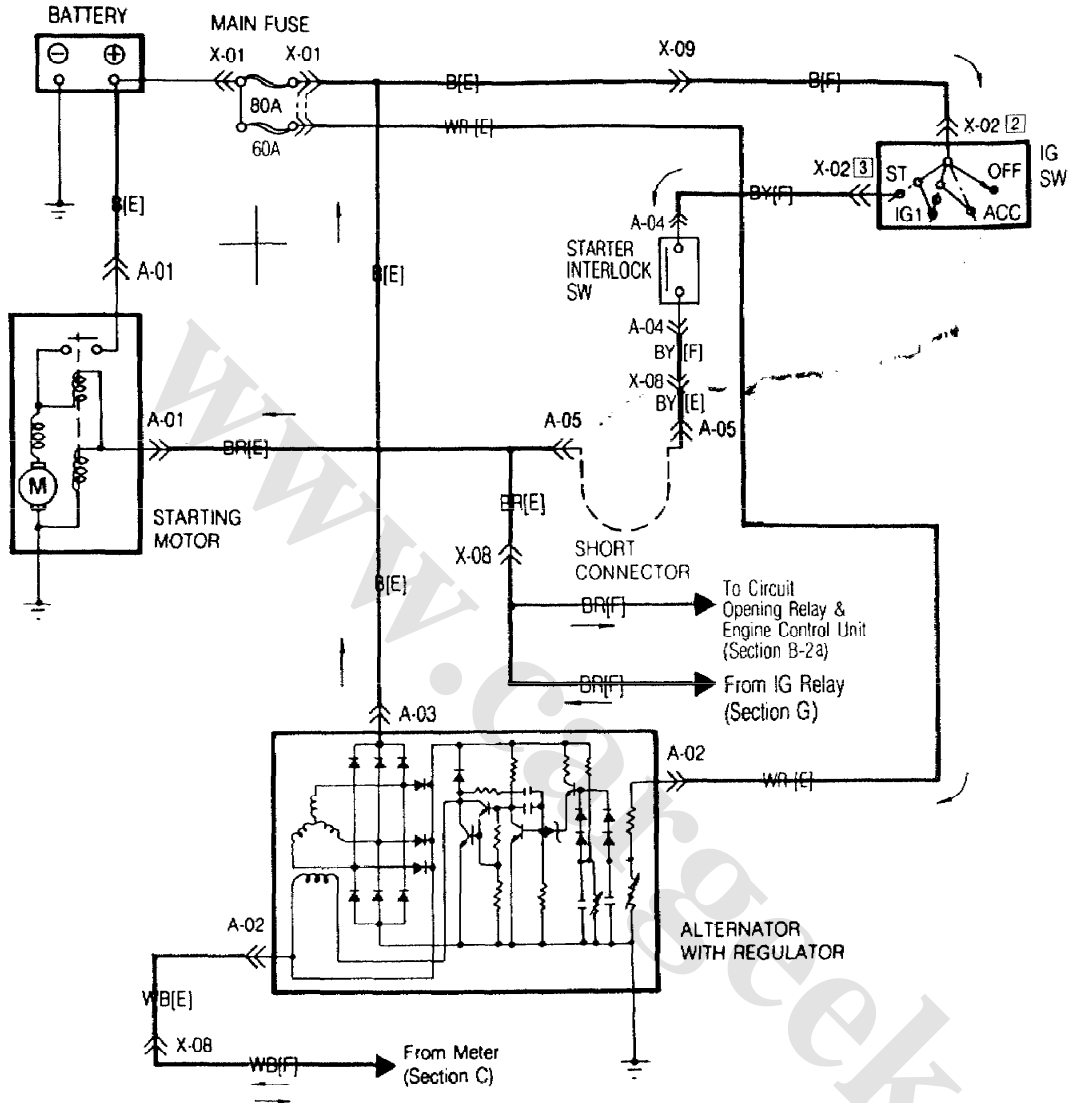 BATTERY
MAIN FUSE
X-01
X-01
X-09
80A
60A
B[E]
B[F]
WR[E]
X-02 2
IG
SW
X-02 3
ST
OFF
IG1
ACC
BY[F]
A-04
STARTER
INTERLOCK
SW
B[E]
A-01
B[E]
A-04
BY [F]
X-08
BY [E]
A-05
A-01
BR[E]
A-05
M
STARTING
MOTOR
BR[E]
X-08
SHORT
CONNECTOR
B[E]
BR[F]
To Circuit
Opening Relay &
Engine Control Unit
(Section B-2a)
BR[F]
From IG Relay
(Section G)
A-03
A-02
WR[E]
A-02
ALTERNATOR
WITH REGULATOR
WB[E]
X-08
WB[F]
From Meter
(Section C)
www.cargeek